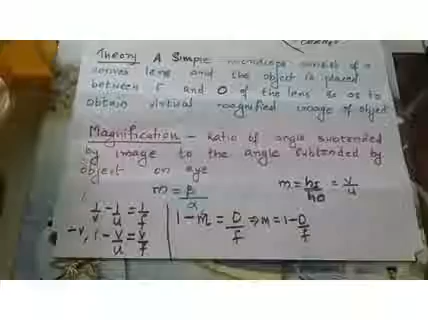 Theory A Simple microscope consist of a
convex lens and the object is placed
between F and O of the lens so as to
obtain virtual magnified image of object
Magnification - Ratio of angle subtended
by image to the angle subtended by
object on eye
m = β/α
m = hI/hO = v/u
1/v - 1/u = 1/f
1 - m = D/f ⇒ m = 1 - D/f
1 - v/u = v/f